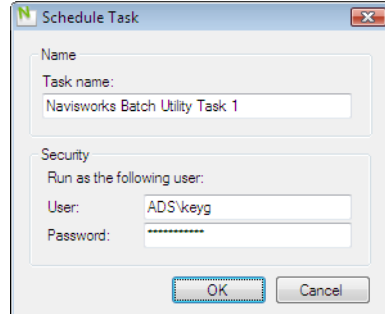 Schedule Task
Name
Task name:
Navisworks Batch Utility Task 1
Security
Run as the following user:
User: ADS\keyg
Password: •••••••••••
OK Cancel